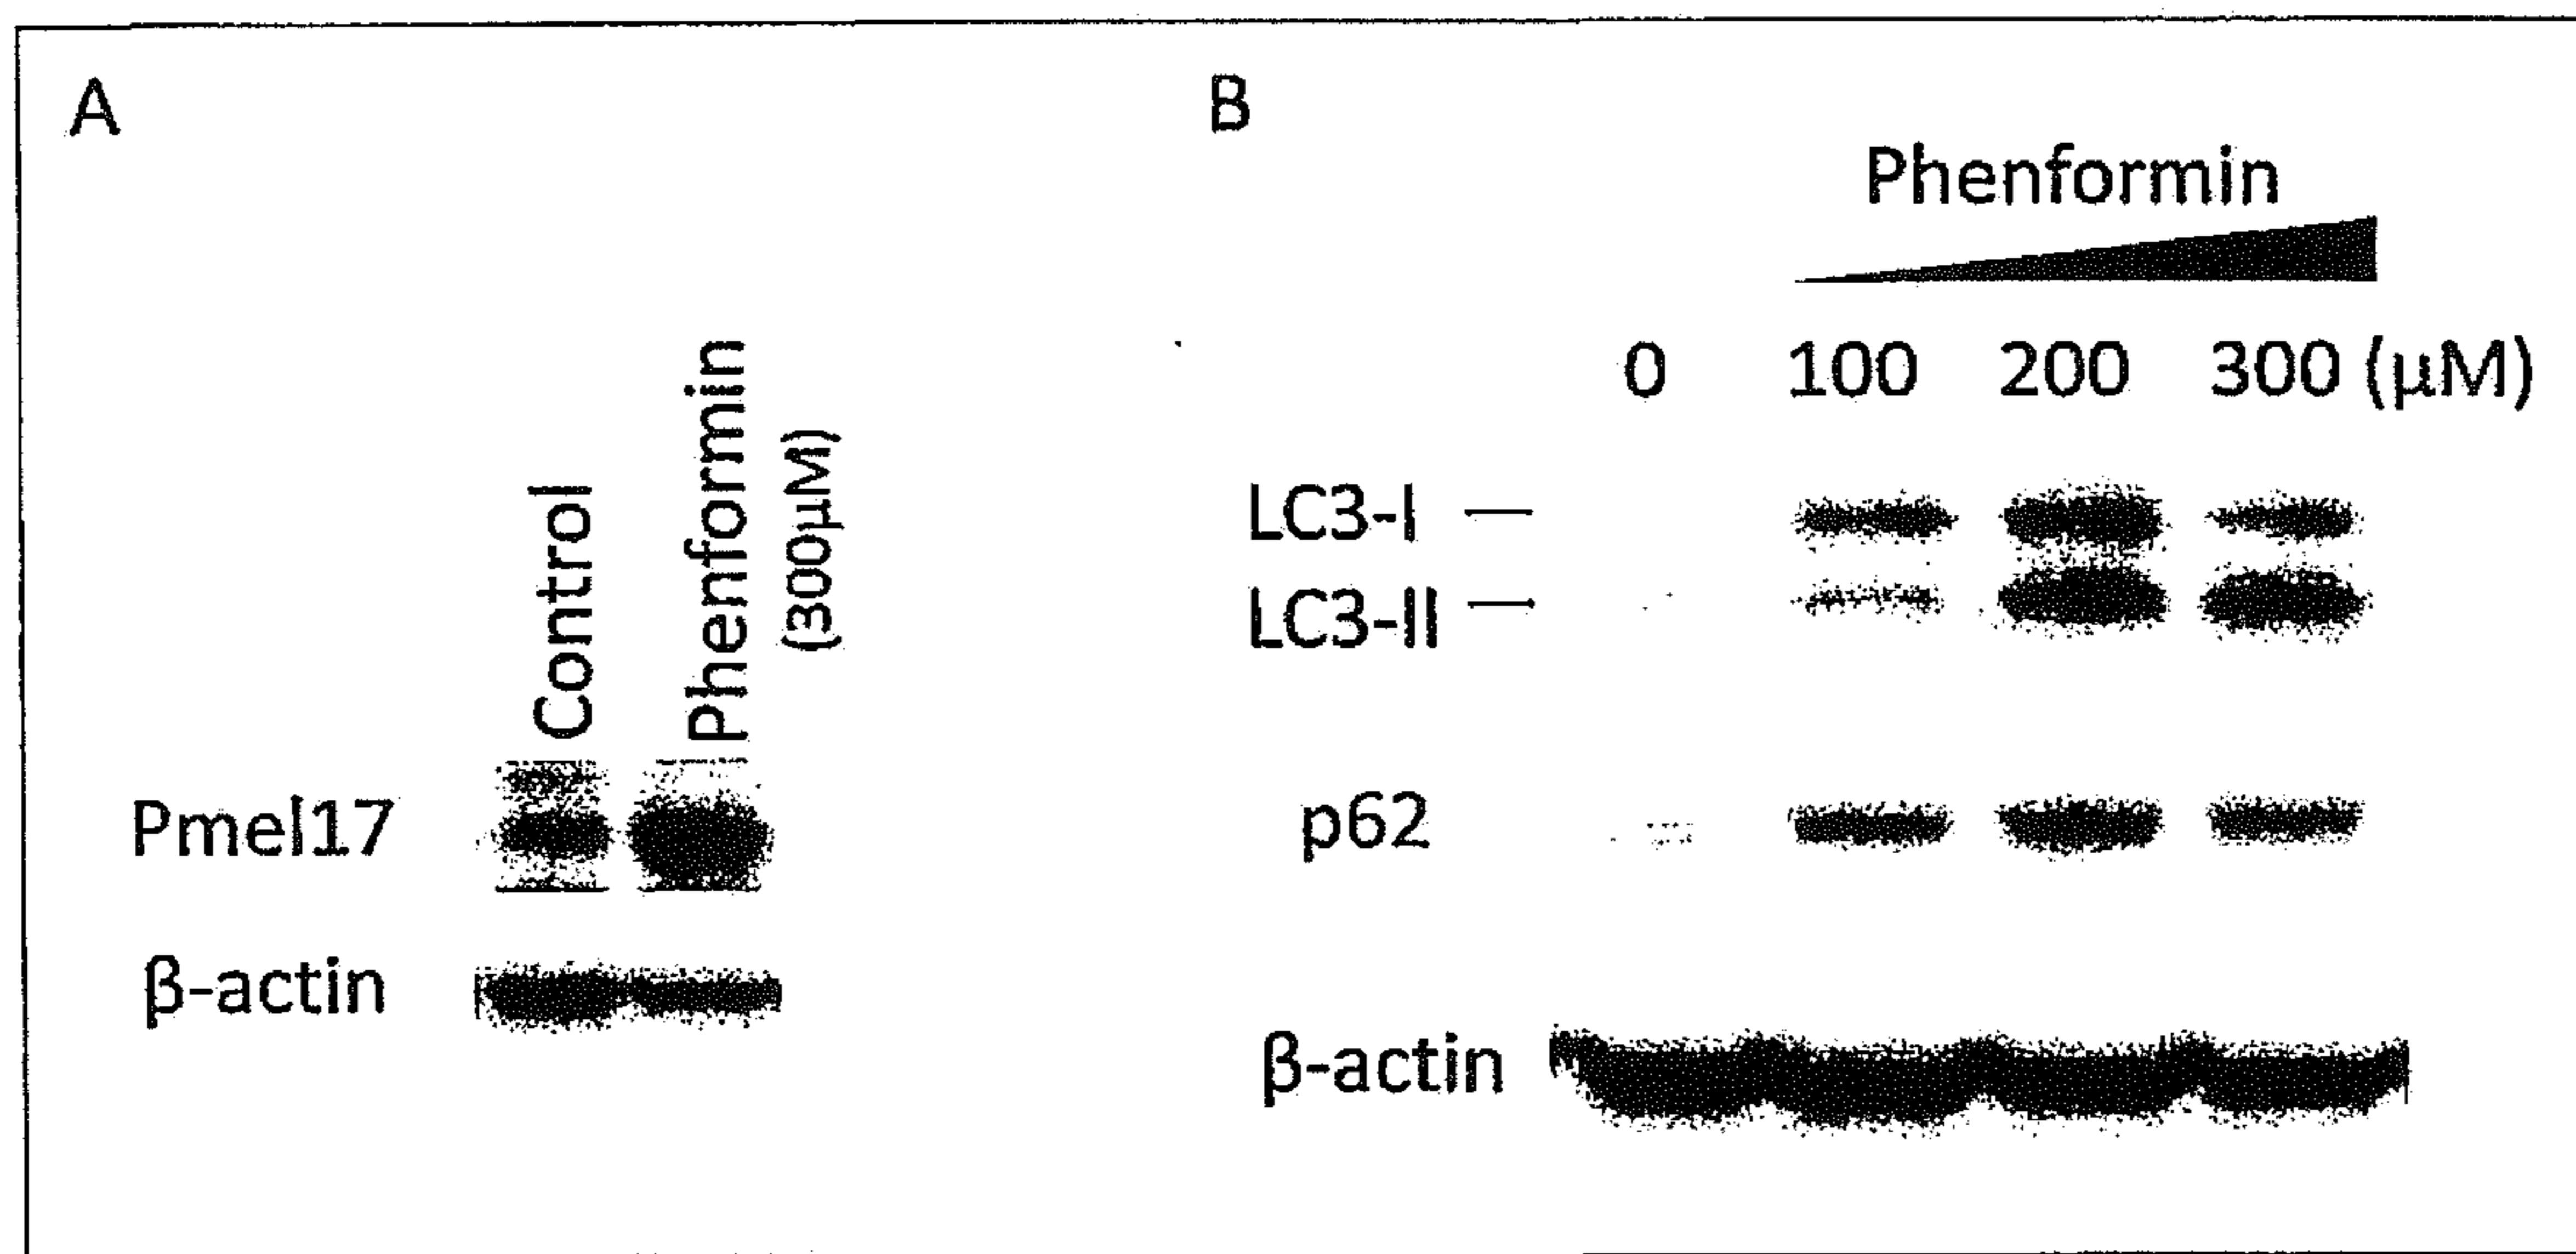 A
Control
Phenformin
(300μM)
Pmel17
β-actin
B
Phenformin
0 100 200 300 (μM)
LC3-I
LC3-II
p62
β-actin